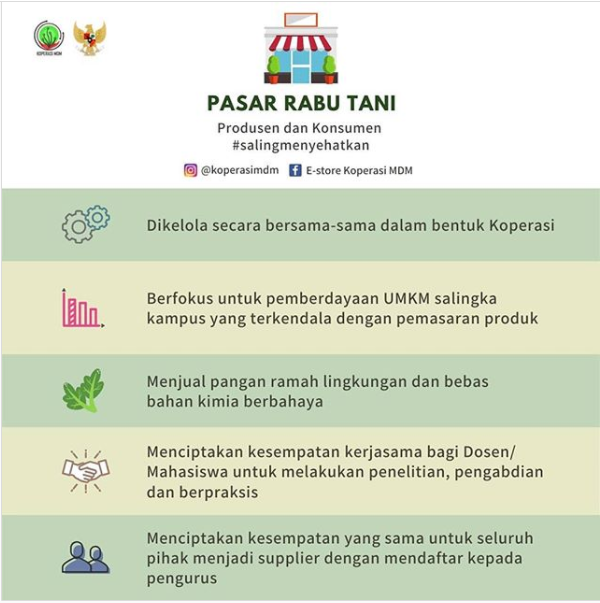 KOPERASI-MDM
PASAR RABU TANI
Produsen dan Konsumen
#salingmenyehatkan
@koperasimdm E-store Koperasi MDM
Dikelola secara bersama-sama dalam bentuk Koperasi
Berfokus untuk pemberdayaan UMKM salingka
kampus yang terkendala dengan pemasaran produk
Menjual pangan ramah lingkungan dan bebas
bahan kimia berbahaya
Menciptakan kesempatan kerjasama bagi Dosen/
Mahasiswa untuk melakukan penelitian, pengabdian
dan berpraksis
Menciptakan kesempatan yang sama untuk seluruh
pihak menjadi supplier dengan mendaftar kepada
pengurus